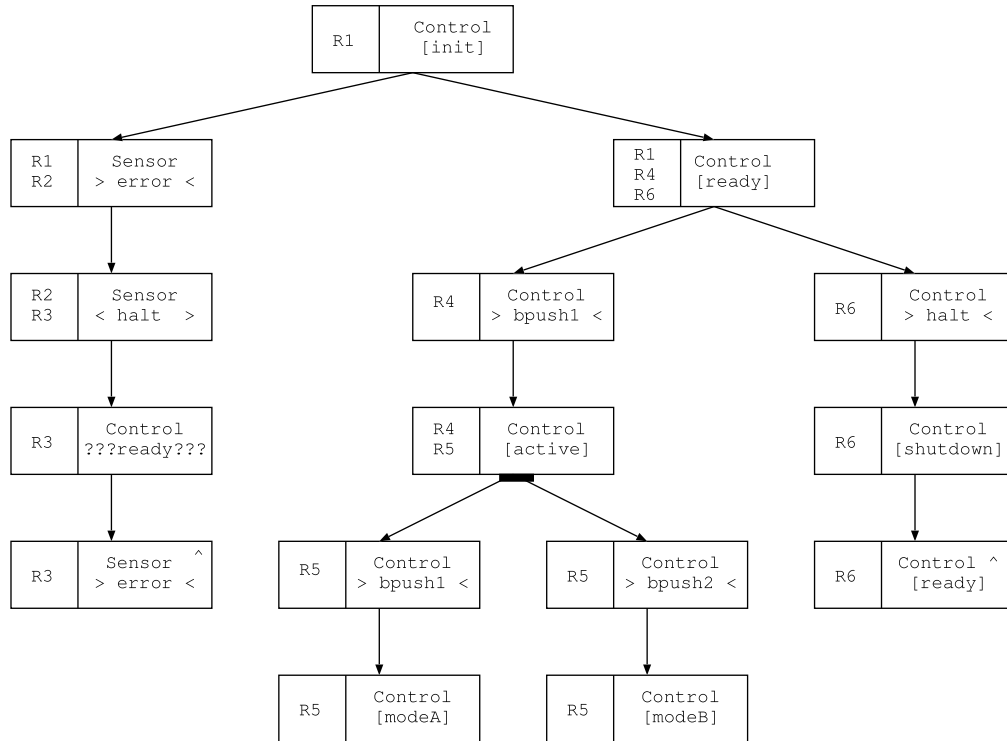 R1
Control
[init]
R1
R2
Sensor
> error <
R1
R4
R6
Control
[ready]
R2
R3
Sensor
< halt >
R4
Control
> bpush1 <
R6
Control
> halt <
R3
Control
???ready???
R4
R5
Control
[active]
R6
Control
[shutdown]
R3
Sensor ^
> error <
R5
Control
> bpush1 <
R5
Control
> bpush2 <
R6
Control ^
[ready]
R5
Control
[modeA]
R5
Control
[modeB]